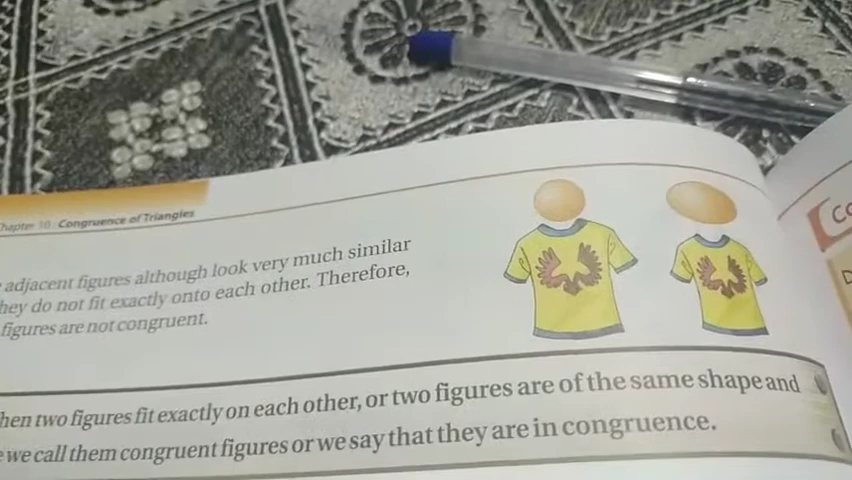 Chapter 10 Congruence of Triangles
adjacent figures although look very much similar
they do not fit exactly onto each other. Therefore,
figures are not congruent.
hen two figures fit exactly on each other, or two figures are of the same shape and
we call them congruent figures or we say that they are in congruence.
Co
D